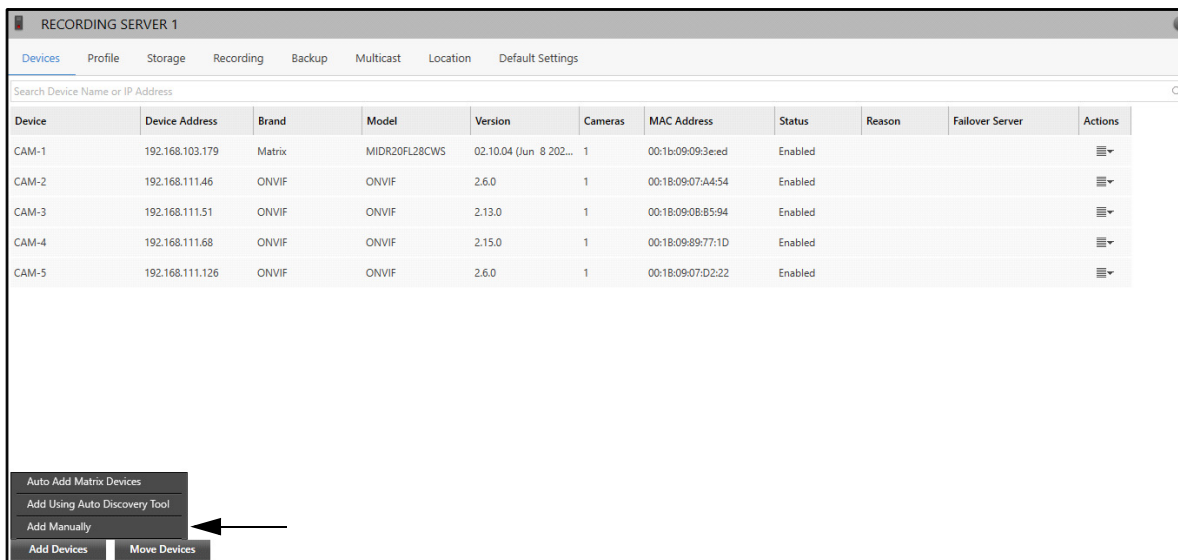 RECORDING SERVER 1
Devices Profile Storage Recording Backup Multicast Location Default Settings
Search Device Name or IP Address
Device Device Address Brand Model Version Cameras MAC Address Status Reason Failover Server Actions
CAM-1 192.168.103.179 Matrix MIDR20FL28CWS 02.10.04 (Jun 8 202... 1 00:1b:09:09:3e:ed Enabled
CAM-2 192.168.111.46 ONVIF ONVIF 2.6.0 1 00:1B:09:07:A4:54 Enabled
CAM-3 192.168.111.51 ONVIF ONVIF 2.13.0 1 00:1B:09:0B:B5:94 Enabled
CAM-4 192.168.111.68 ONVIF ONVIF 2.15.0 1 00:1B:09:89:77:1D Enabled
CAM-5 192.168.111.126 ONVIF ONVIF 2.6.0 1 00:1B:09:07:D2:22 Enabled
Auto Add Matrix Devices
Add Using Auto Discovery Tool
Add Manually
Add Devices Move Devices